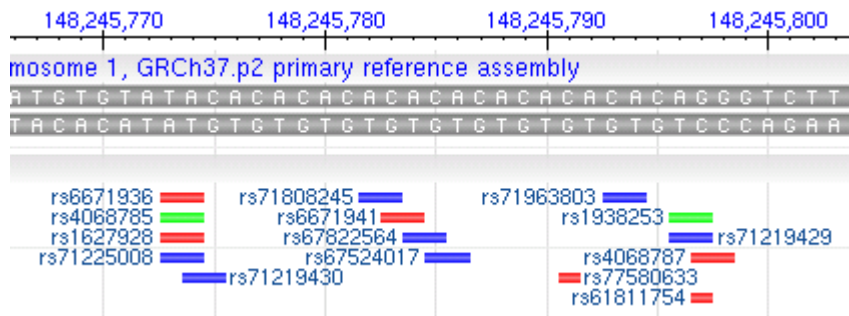 148,245,770 148,245,780 148,245,790 148,245,800
mosome 1, GRCh37.p2 primary reference assembly
A T G T G T A T A C A C A C A C A C A C A C A C A C A C A C A G G G T C T T
T A C A C A T A T G T G T G T G T G T G T G T G T G T G T G T C C C A G A A
rs6671936 rs71808245 rs71963803
rs4068785 rs6671941 rs1938253
rs1627928 rs67822564 rs71219429
rs71225008 rs67524017 rs4068787
rs71219430 rs77580633
rs61811754